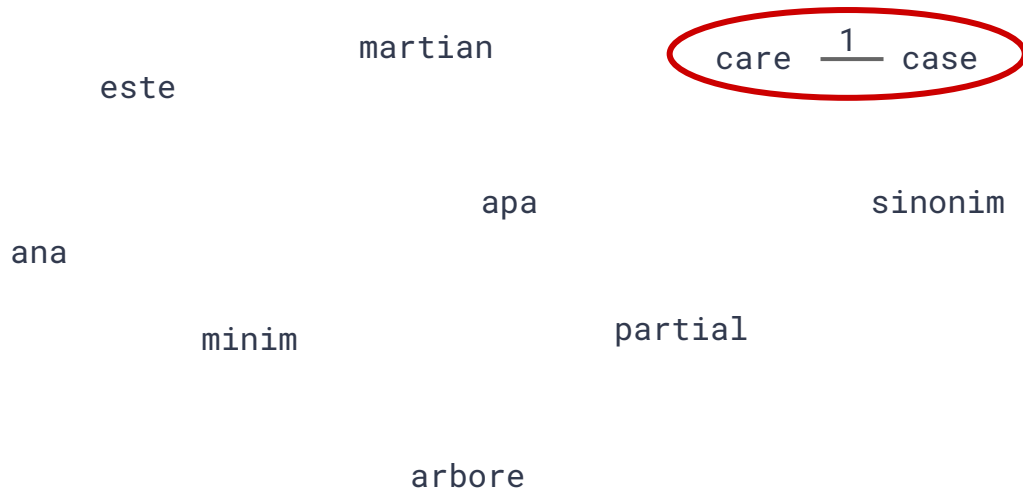 martian
care 1 case
este
apa
sinonim
ana
minim
partial
arbore